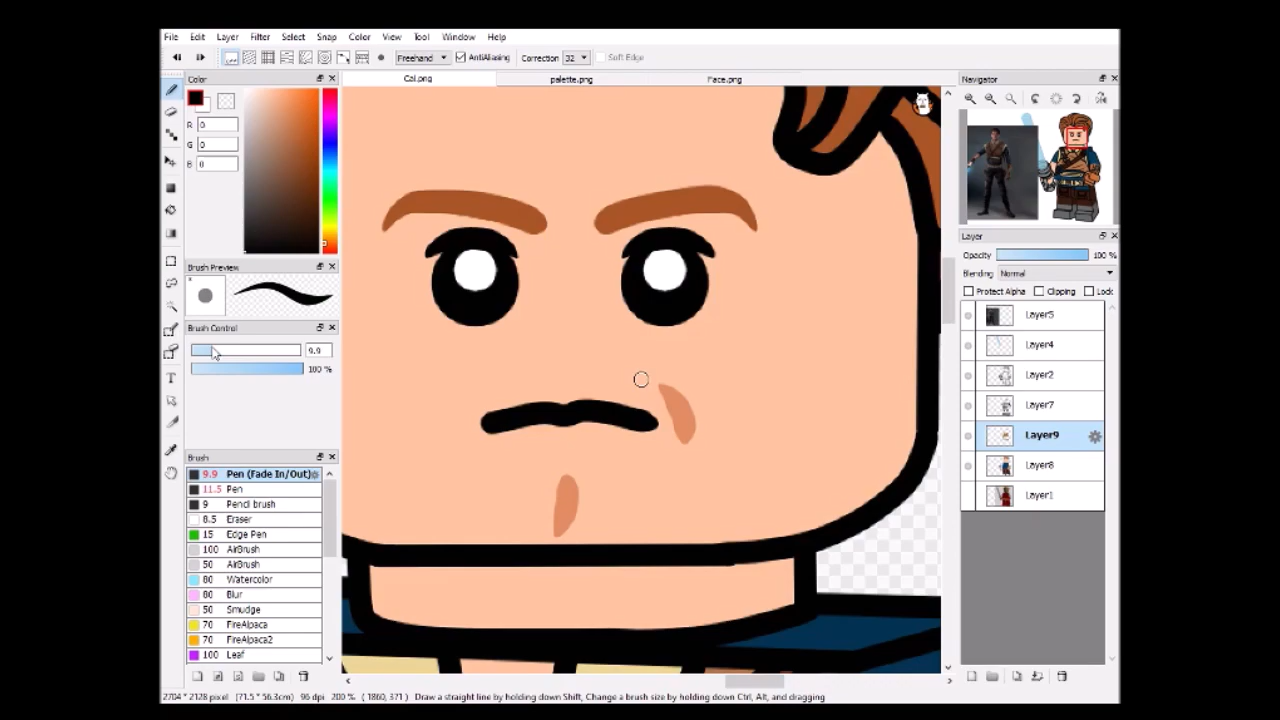 File Edit Layer Filter Select Snap Color View Tool Window Help
Freehand AntiAliasing Correction 32 Soft Edge
Color
R 0
G 0
B 0
Brush Preview
Brush Control
9.9
100 %
Brush
9.9 Pen (Fade In/Out)
11.5 Pen
9 Pencil brush
8.5 Eraser
15 Edge Pen
100 AirBrush
50 AirBrush
80 Watercolor
80 Blur
50 Smudge
70 FireAlpaca
70 FireAlpaca2
100 Leaf
Cal.png palette.png Face.png
Navigator
Layer
Opacity 100 %
Blending Normal
Protect Alpha Clipping Lock
Layer5
Layer4
Layer2
Layer7
Layer9
Layer8
Layer1
2704 * 2128 pixel (71.5 * 56.3cm) 96 dpi 200 % ( 1860, 371 ) Draw a straight line by holding down Shift, Change a brush size by holding down Ctrl, Alt, and dragging